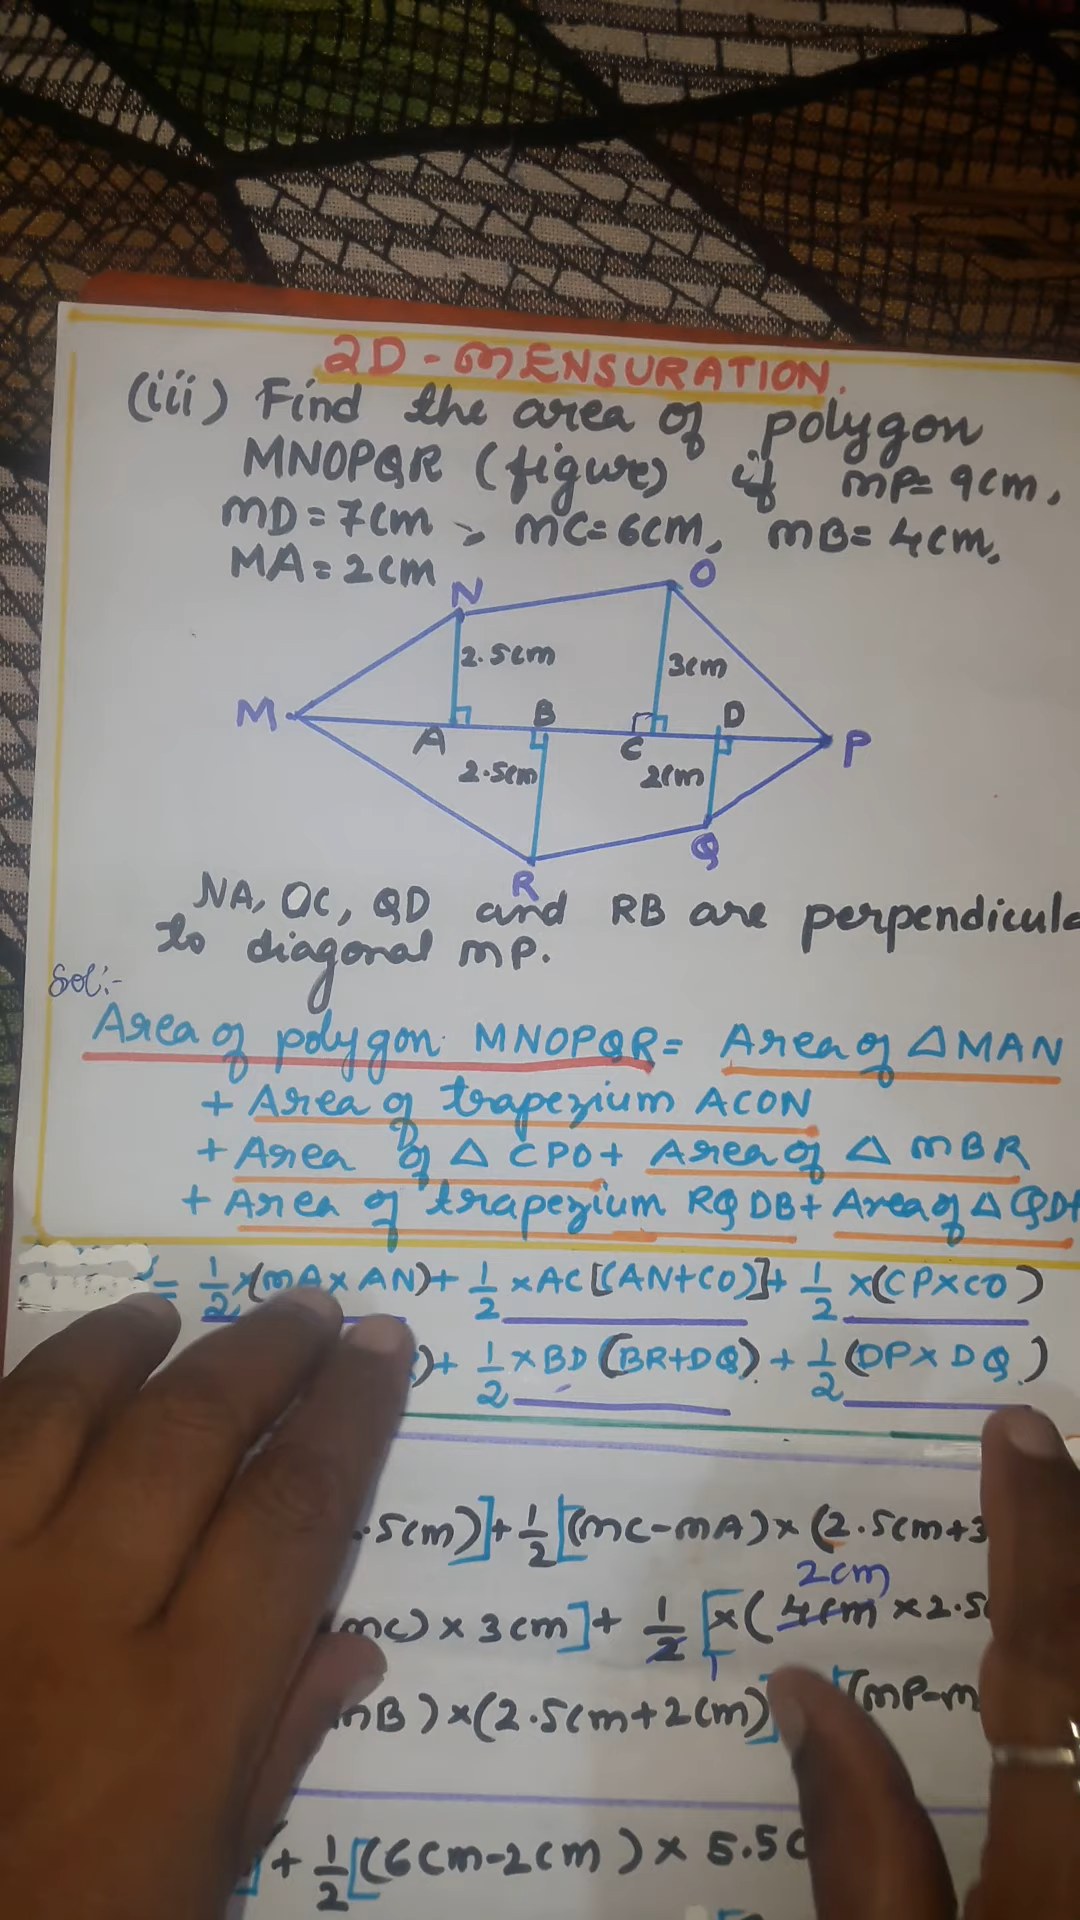 2D-MENSURATION.
(iii) Find the area of polygon
MNOPQR (figure) if MP= 9cm,
MD=7cm, MC=6cm, MB=4cm,
MA=2cm
N
O
2.5cm
3cm
M
A
B
C
D
P
2.5cm
2cm
Q
R
NA, OC, QD and RB are perpendicula
to diagonal MP.
Sol:-
Area of polygon MNOPQR= Area of △MAN
+ Area of trapezium ACON
+ Area of △ CPO+ Area of △ MBR
+ Area of trapezium RQDB+ Area of △ QD
= 1/2 ×(MA×AN)+ 1/2 ×AC[(AN+CO)]+ 1/2 ×(CP×CO)
)+ 1/2 ×BD (BR+DQ) + 1/2 (DP×DQ)
.5cm)]+ 1/2 [(MC-MA)× (2.5cm+3
2cm
MC)×3cm]+ 1/2 [×(4cm ×2.5
B)×(2.5cm+2cm)] (MP-M
]+ 1/2 [(6cm-2cm)× 5.5c